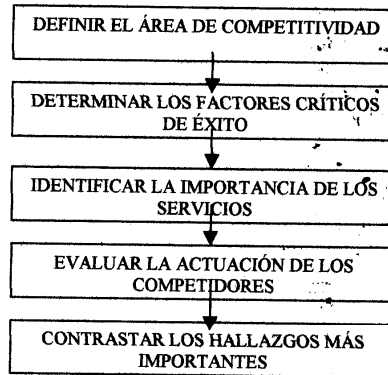 DEFINIR EL ÁREA DE COMPETITIVIDAD
DETERMINAR LOS FACTORES CRÍTICOS
DE ÉXITO
IDENTIFICAR LA IMPORTANCIA DE LOS
SERVICIOS
EVALUAR LA ACTUACIÓN DE LOS
COMPETIDORES
CONTRASTAR LOS HALLAZGOS MÁS
IMPORTANTES